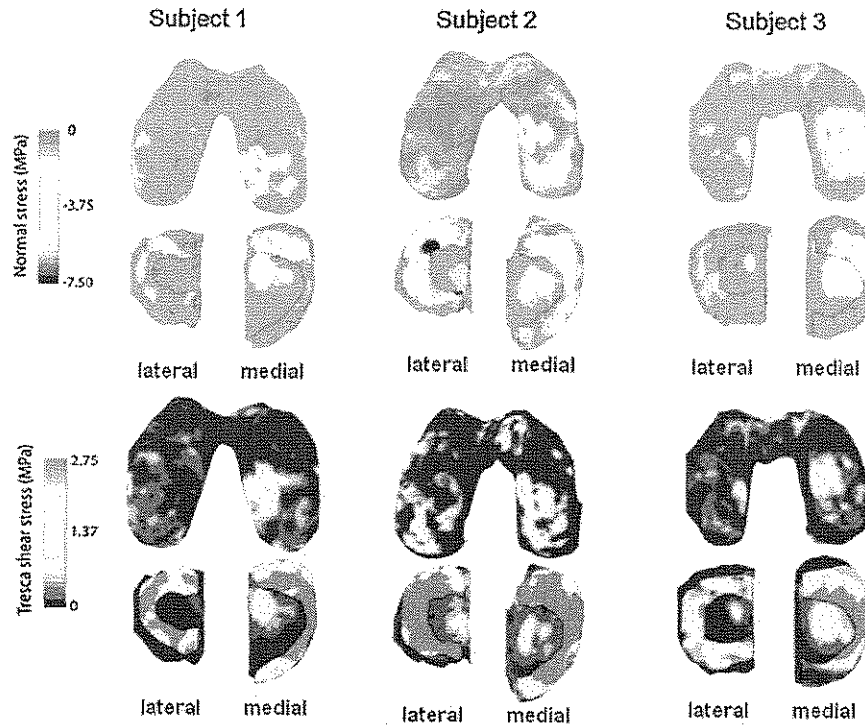 Subject 1 Subject 2 Subject 3
Normal stress (MPa)
0
-3.75
-7.50
lateral medial lateral medial lateral medial
Tresca shear stress (MPa)
2.75
1.37
0
lateral medial lateral medial lateral medial